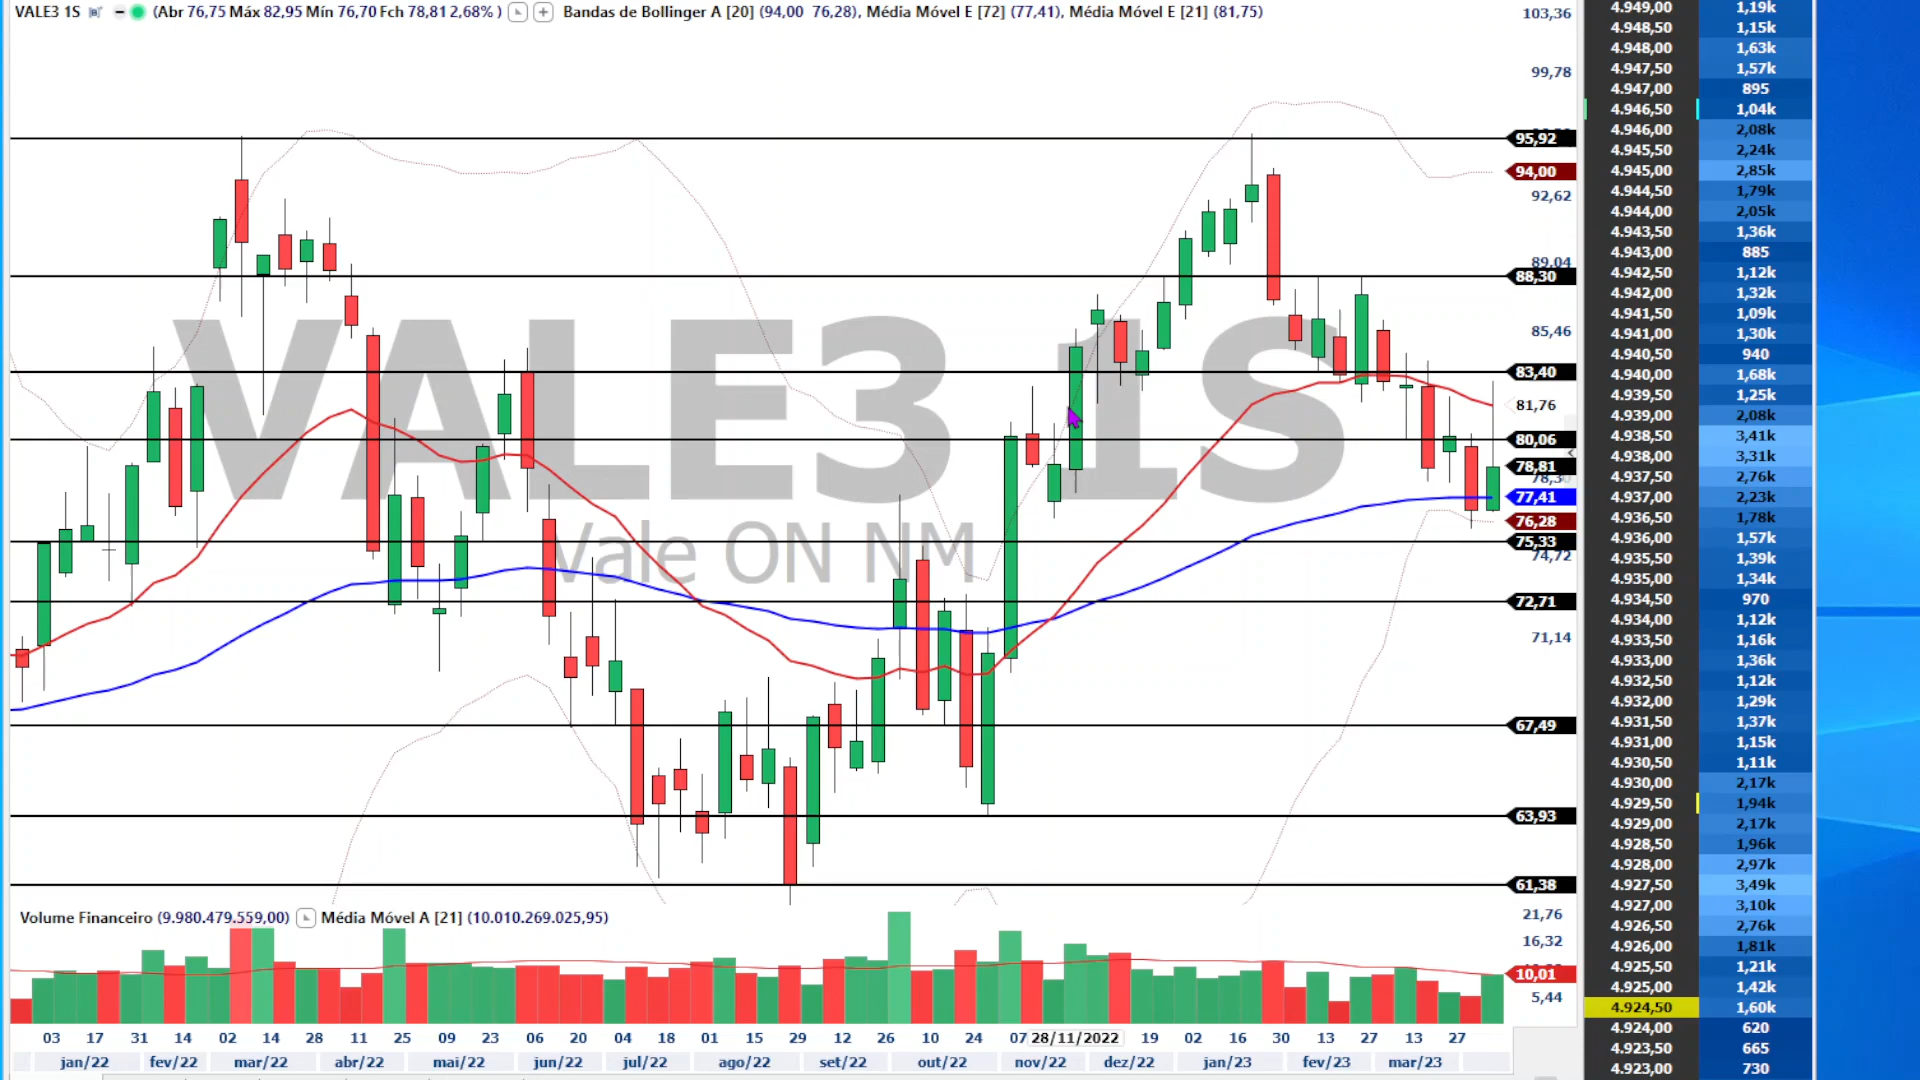 VALE3 1S (Abr 76,75 Máx 82,95 Mín 76,70 Fch 78,81 2,68% ) Bandas de Bollinger A [20] (94,00 76,28), Média Móvel E [72] (77,41), Média Móvel E [21] (81,75)
103,36
99,78
95,92
94,00
92,62
89,04
88,30
85,46
83,40
81,76
80,06
78,81
77,41
76,28
75,33
74,72
72,71
71,14
67,49
63,93
61,38
VALE3 1S
Vale ON NM
Volume Financeiro (9.980.479.559,00) Média Móvel A [21] (10.010.269.025,95)
21,76
16,32
10,01
5,44
03 17 31 14 02 14 28 11 25 09 23 06 20 04 18 01 15 29 12 26 10 24 07 28/11/2022 19 02 16 30 13 27 13 27
jan/22 fev/22 mar/22 abr/22 mai/22 jun/22 jul/22 ago/22 set/22 out/22 nov/22 dez/22 jan/23 fev/23 mar/23
4.949,00 1,19k
4.948,50 1,15k
4.948,00 1,63k
4.947,50 1,57k
4.947,00 895
4.946,50 1,04k
4.946,00 2,08k
4.945,50 2,24k
4.945,00 2,85k
4.944,50 1,79k
4.944,00 2,05k
4.943,50 1,36k
4.943,00 885
4.942,50 1,12k
4.942,00 1,32k
4.941,50 1,09k
4.941,00 1,30k
4.940,50 940
4.940,00 1,68k
4.939,50 1,25k
4.939,00 2,08k
4.938,50 3,41k
4.938,00 3,31k
4.937,50 2,76k
4.937,00 2,23k
4.936,50 1,78k
4.936,00 1,57k
4.935,50 1,39k
4.935,00 1,34k
4.934,50 970
4.934,00 1,12k
4.933,50 1,16k
4.933,00 1,36k
4.932,50 1,12k
4.932,00 1,29k
4.931,50 1,37k
4.931,00 1,15k
4.930,50 1,11k
4.930,00 2,17k
4.929,50 1,94k
4.929,00 2,17k
4.928,50 1,96k
4.928,00 2,97k
4.927,50 3,49k
4.927,00 3,10k
4.926,50 2,76k
4.926,00 1,81k
4.925,50 1,21k
4.925,00 1,42k
4.924,50 1,60k
4.924,00 620
4.923,50 665
4.923,00 730